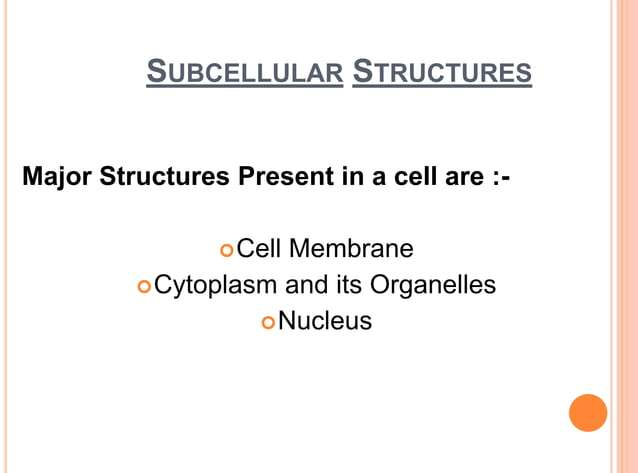 SUBCELLULAR STRUCTURES
Major Structures Present in a cell are :-
Cell Membrane
Cytoplasm and its Organelles
Nucleus